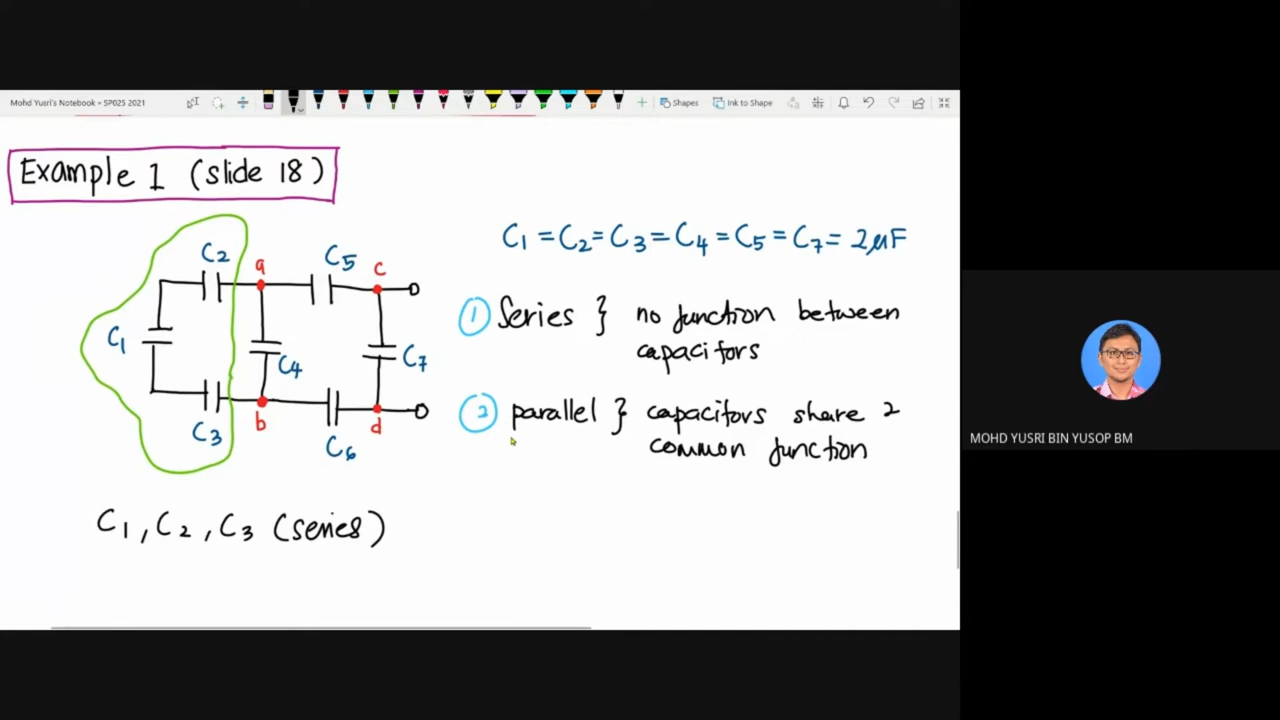 Mohd Yusri's Notebook » SP025 2021
Shapes
Ink to Shape
Example 1 (slide 18)
C2
a
C5
c
C1
C4
C7
C3
b
C6
d
C1 = C2 = C3 = C4 = C5 = C7 = 2μF
1 Series } no junction between
capacitors
2 parallel } capacitors share 2
common junction
C1, C2, C3 (series)
MOHD YUSRI BIN YUSOP BM